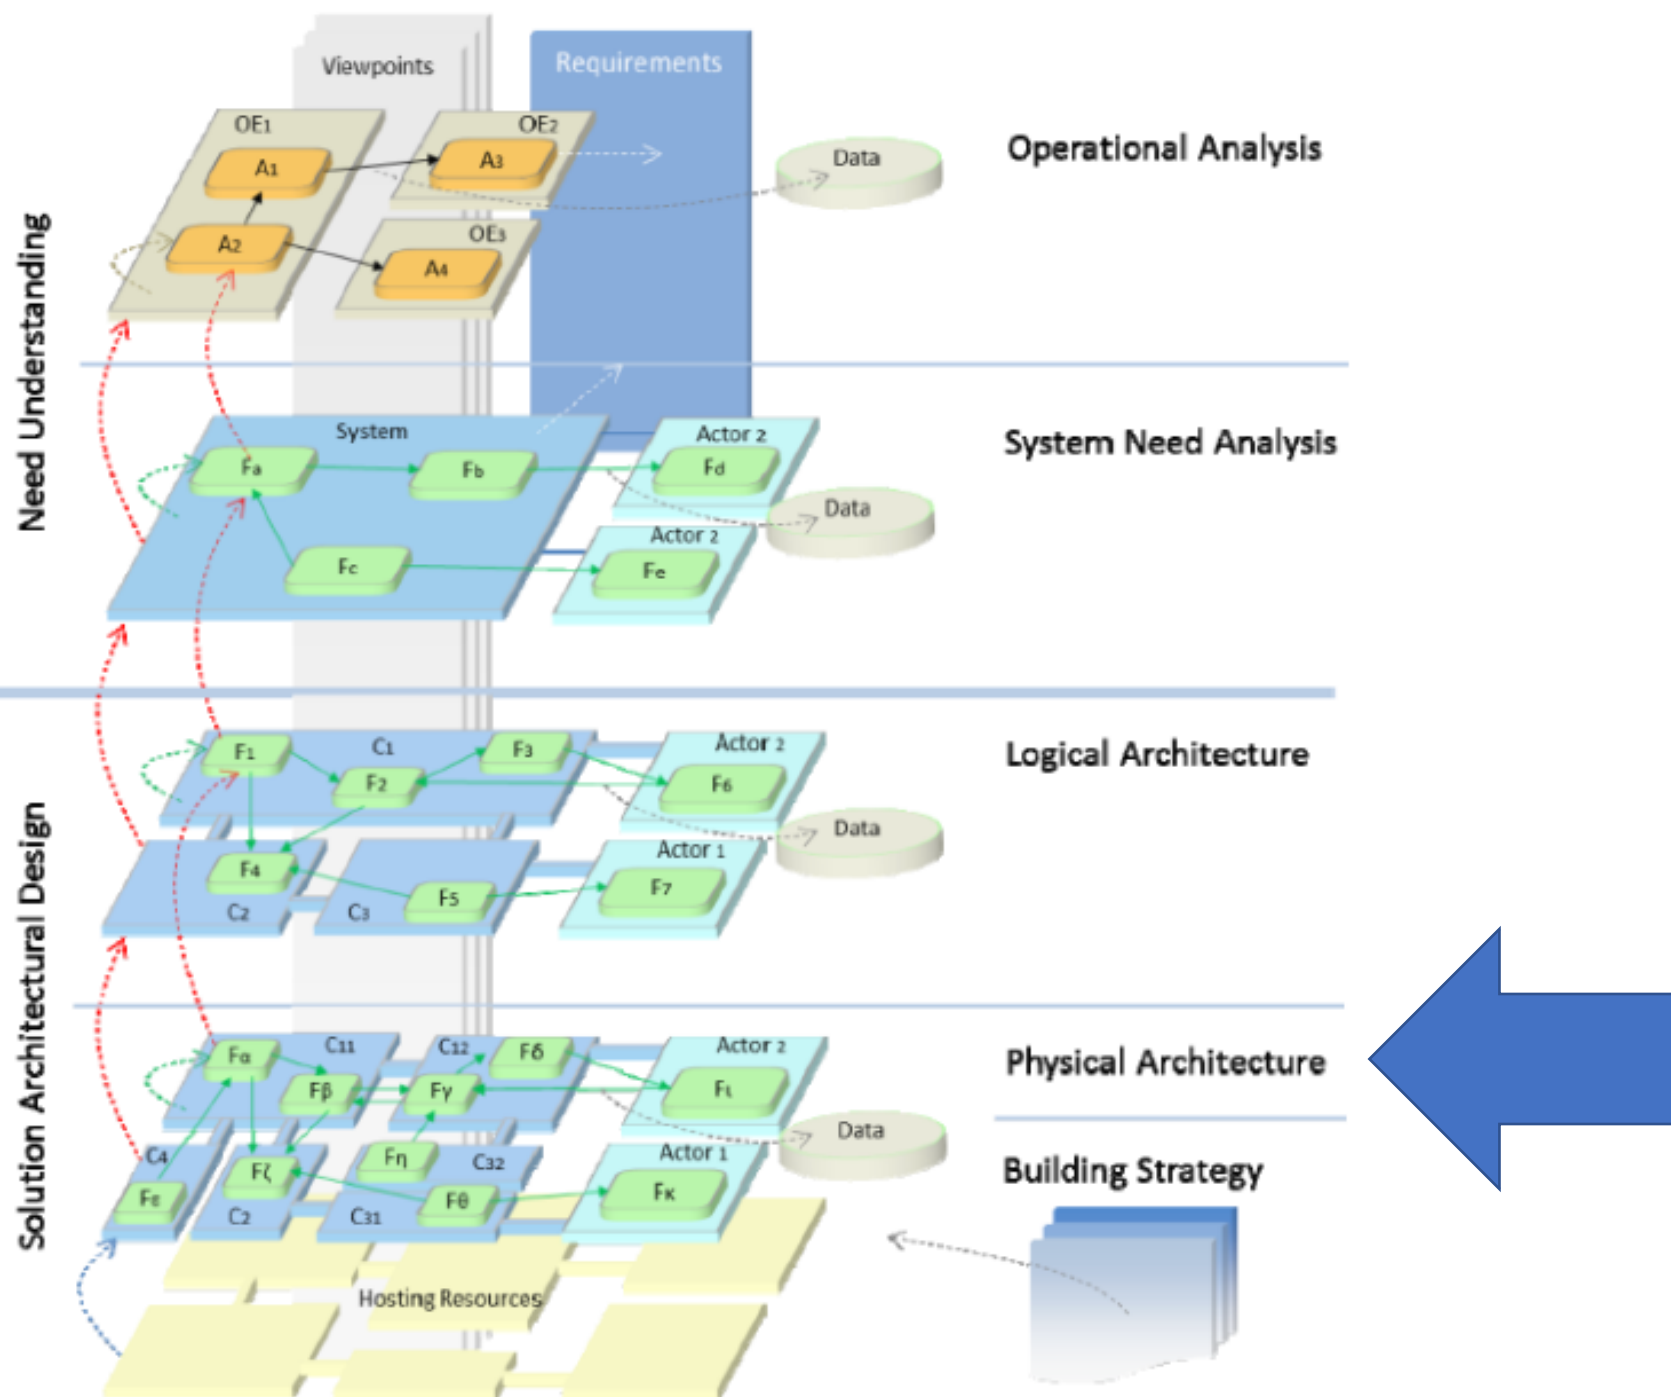 Viewpoints
Requirements
OE1
OE2
A1
A3
Data
Operational Analysis
A2
OE3
A4
Need Understanding
System
Actor 2
System Need Analysis
Fa
Fb
Fd
Data
Actor 2
Fc
Fe
F1
C1
F3
Actor 2
Logical Architecture
F2
F6
Data
F4
Actor 1
C2
C3
F5
F7
Solution Architectural Design
Fα
C11
C12
Fδ
Actor 2
Physical Architecture
Fβ
Fγ
Fι
Data
C4
Fζ
Fη
C32
Actor 1
Building Strategy
Fε
C2
C31
Fθ
Fκ
Hosting Resources